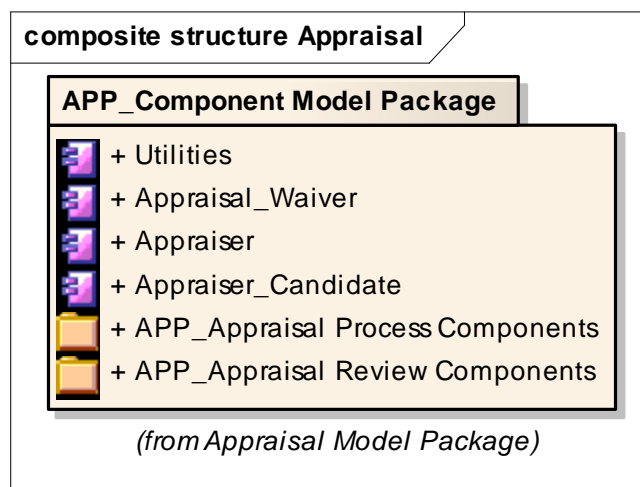 composite structure Appraisal
APP_Component Model Package
+ Utilities
+ Appraisal_Waiver
+ Appraiser
+ Appraiser_Candidate
+ APP_Appraisal Process Components
+ APP_Appraisal Review Components
(from Appraisal Model Package)